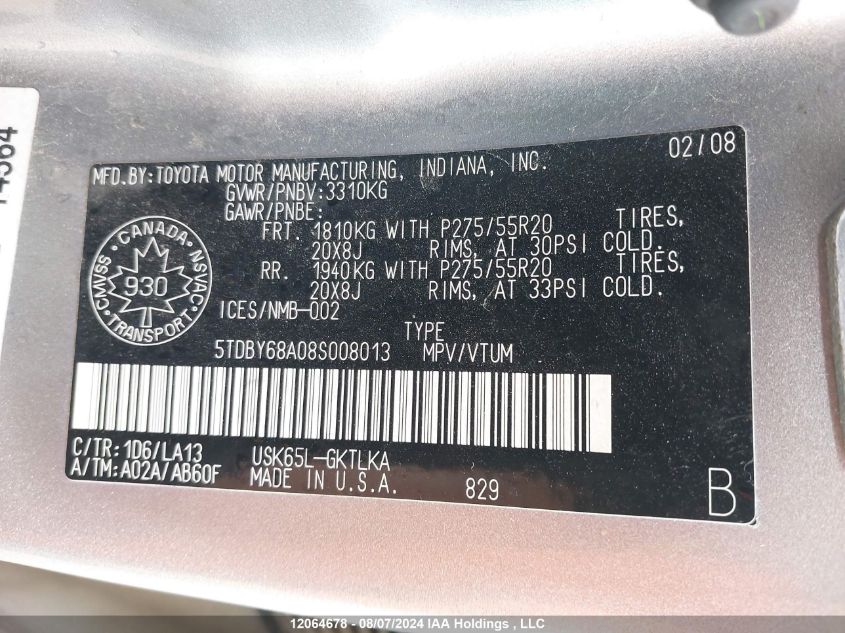 14564
MFD.BY:TOYOTA MOTOR MANUFACTURING, INDIANA, INC. 02/08
GVWR/PNBV:3310KG
GAWR/PNBE:
FRT. 1810KG WITH P275/55R20 TIRES,
20X8J RIMS, AT 30PSI COLD.
RR. 1940KG WITH P275/55R20 TIRES,
20X8J RIMS, AT 33PSI COLD.
ICES/NMB-002
CANADA
CMVSS 930 NSVAC
TRANSPORT
TYPE
5TDBY68A08S008013 MPV/VTUM
C/TR:1D6/LA13 USK65L-GKTLKA
A/TM:A02A/AB60F MADE IN U.S.A. 829 B
12064678 - 08/07/2024 IAA Holdings , LLC